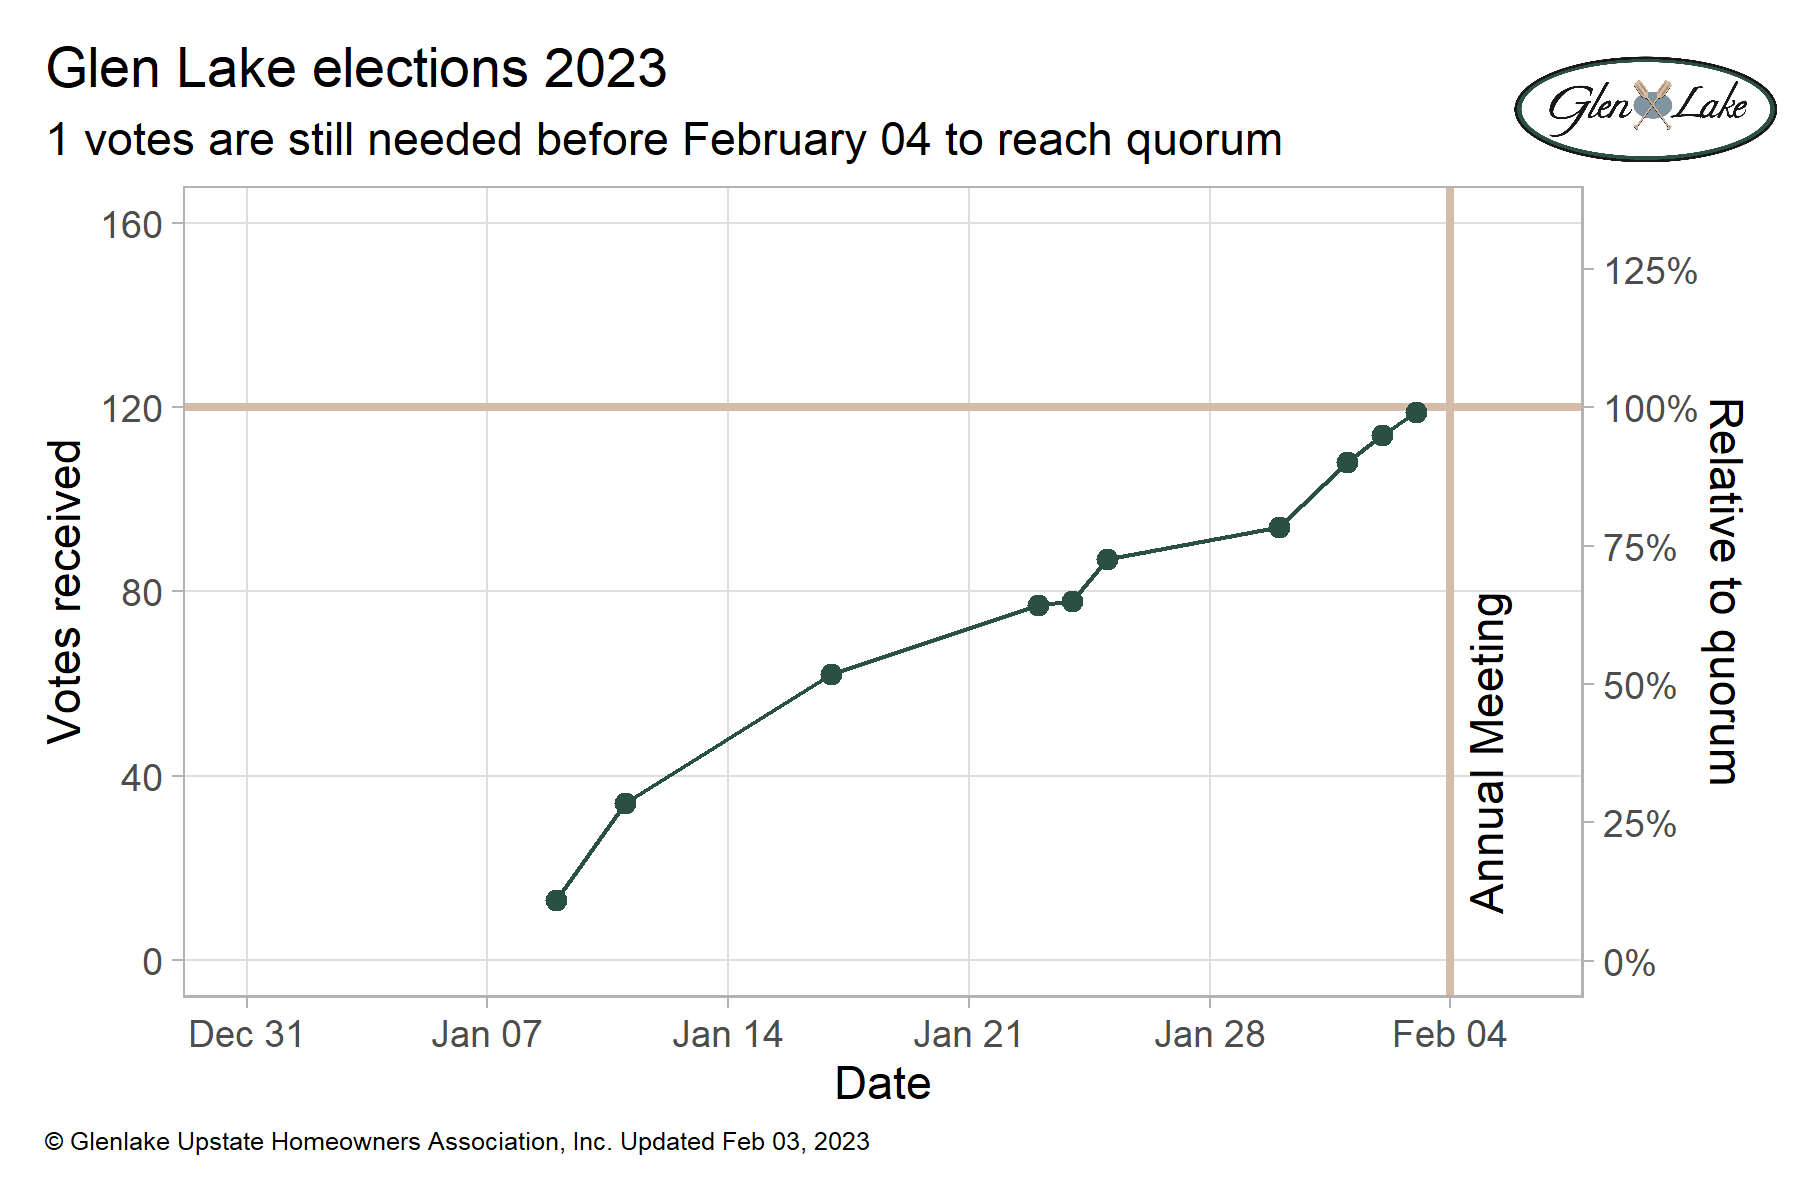 Glen Lake elections 2023
1 votes are still needed before February 04 to reach quorum
Glen Lake
160
120
80
40
0
Votes received
125%
100%
75%
50%
25%
0%
Relative to quorum
Annual Meeting
Dec 31
Jan 07
Jan 14
Jan 21
Jan 28
Feb 04
Date
© Glenlake Upstate Homeowners Association, Inc. Updated Feb 03, 2023